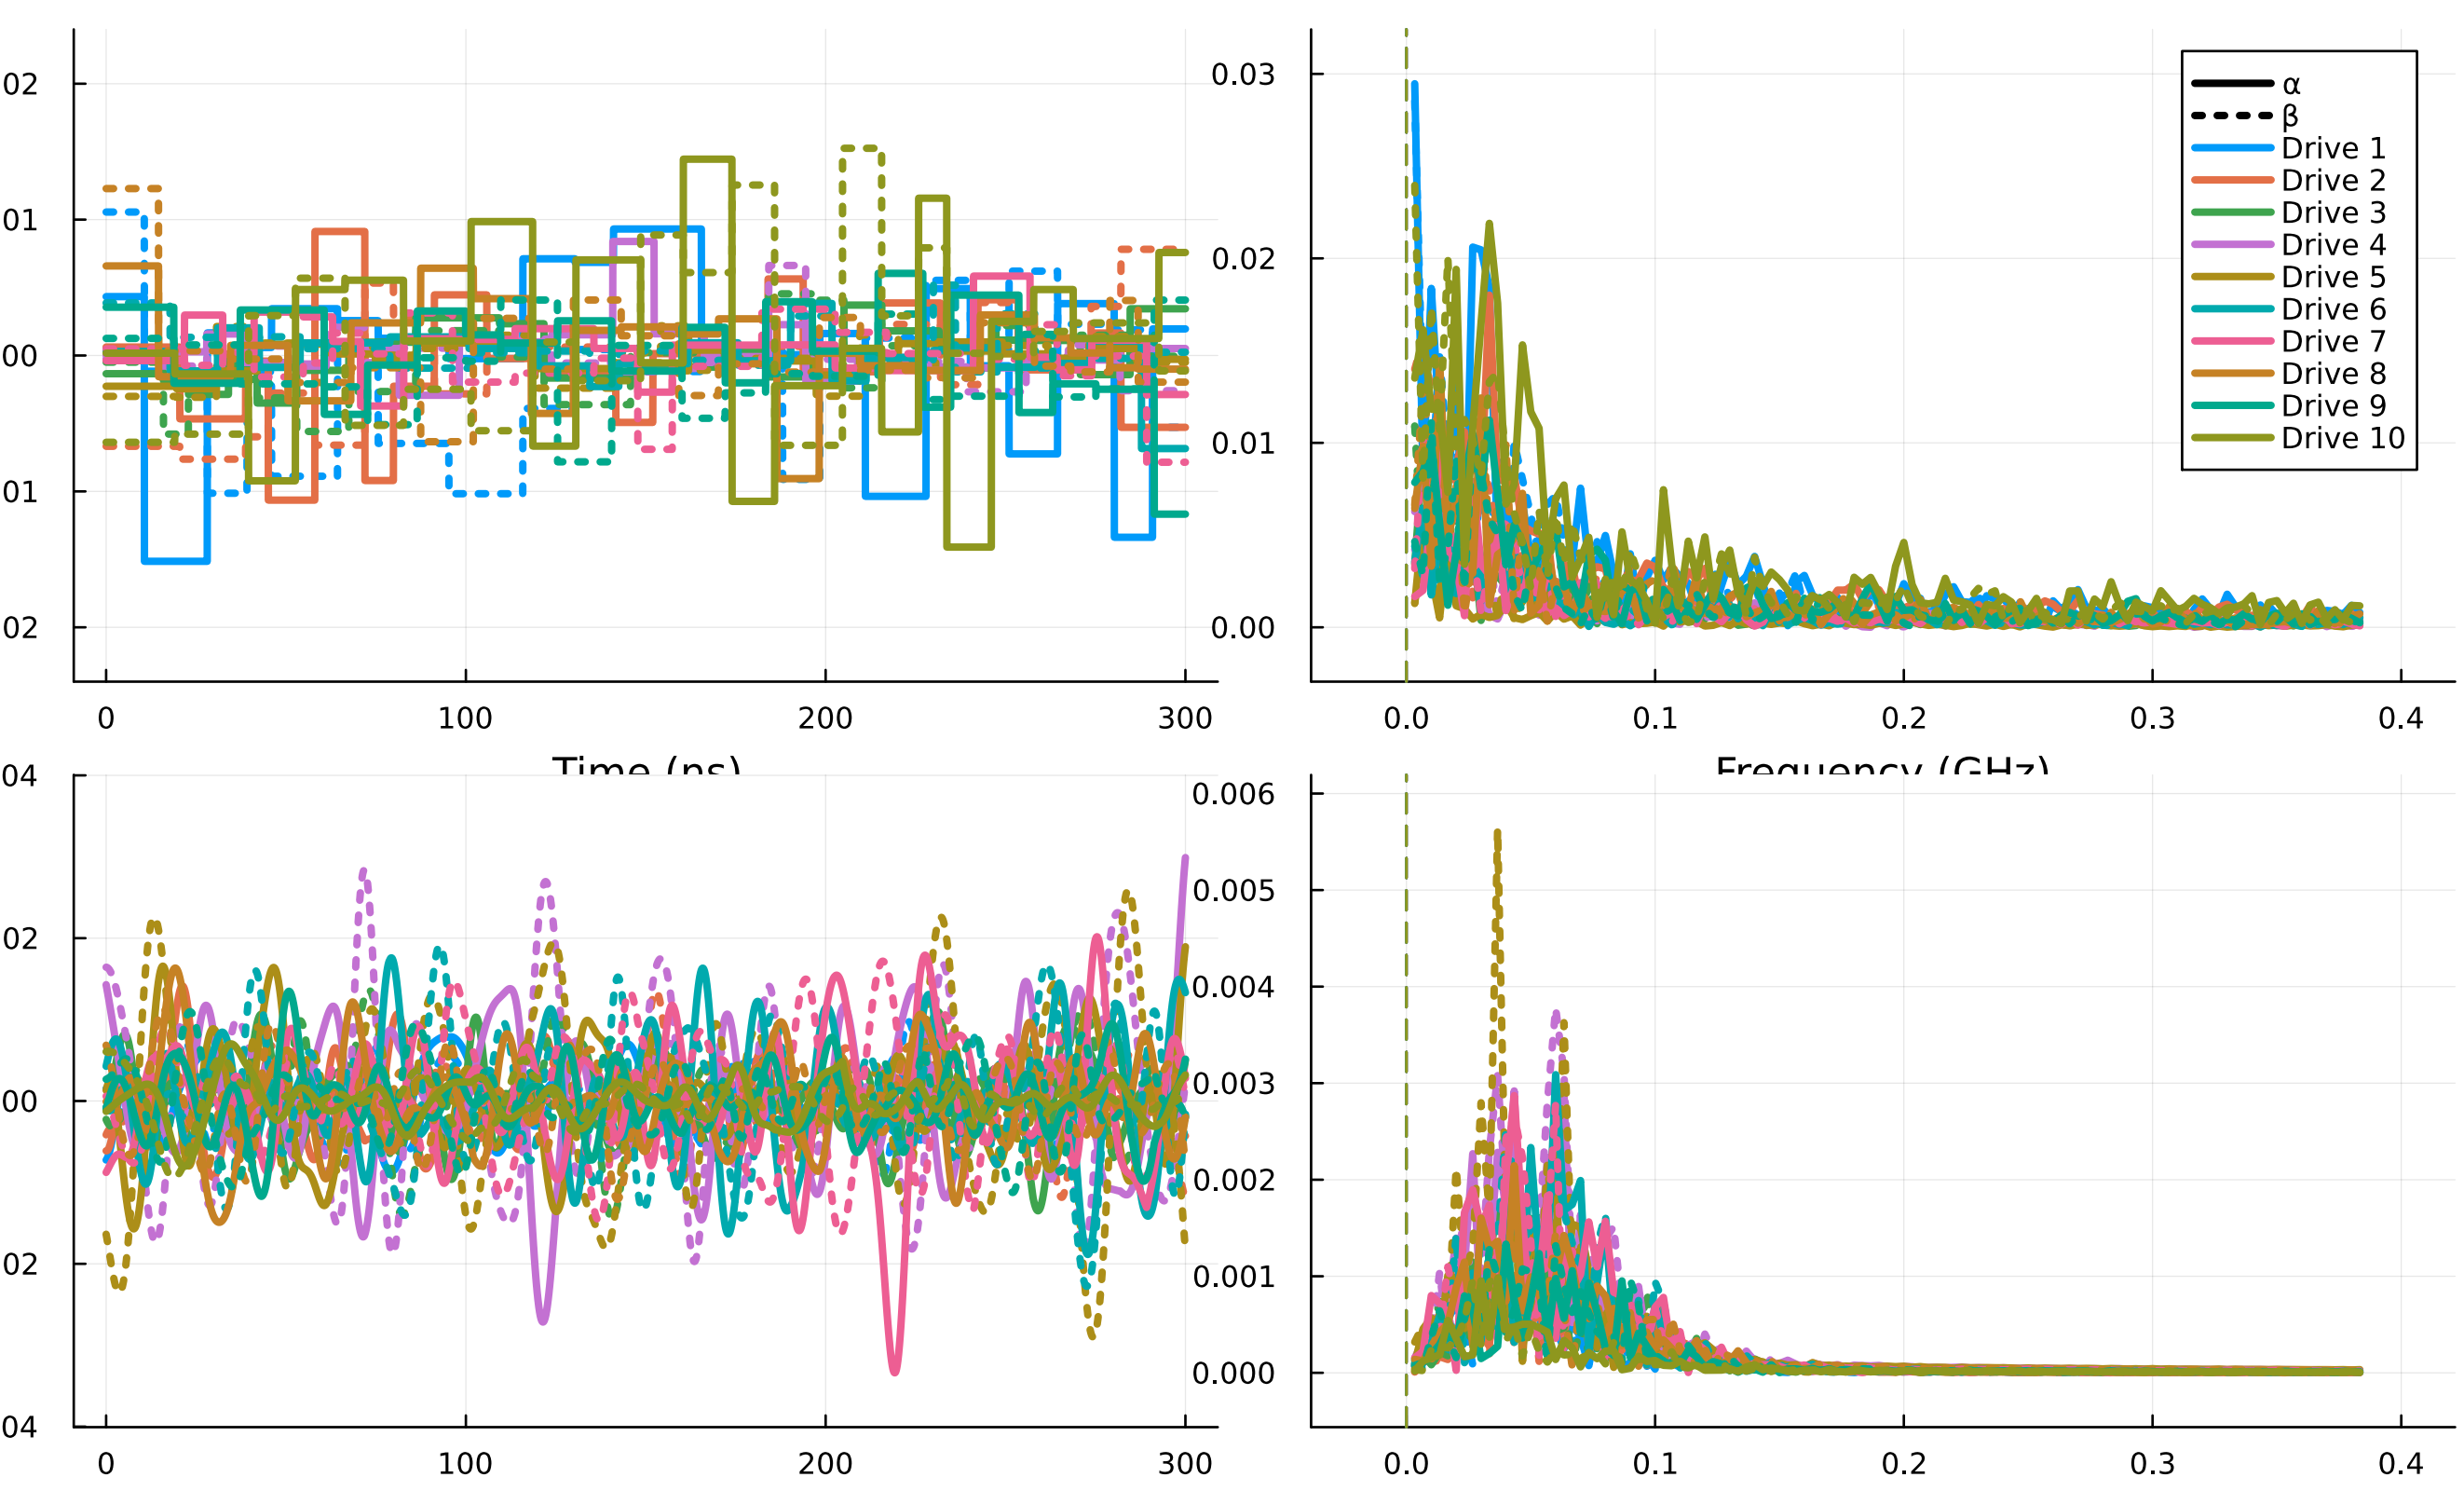 02
01
00
01
02
0
100
200
300
Time (ns)
0.03
0.02
0.01
0.00
0.0
0.1
0.2
0.3
0.4
Frequency (GHz)
α
β
Drive 1
Drive 2
Drive 3
Drive 4
Drive 5
Drive 6
Drive 7
Drive 8
Drive 9
Drive 10
04
02
00
02
04
0
100
200
300
0.006
0.005
0.004
0.003
0.002
0.001
0.000
0.0
0.1
0.2
0.3
0.4